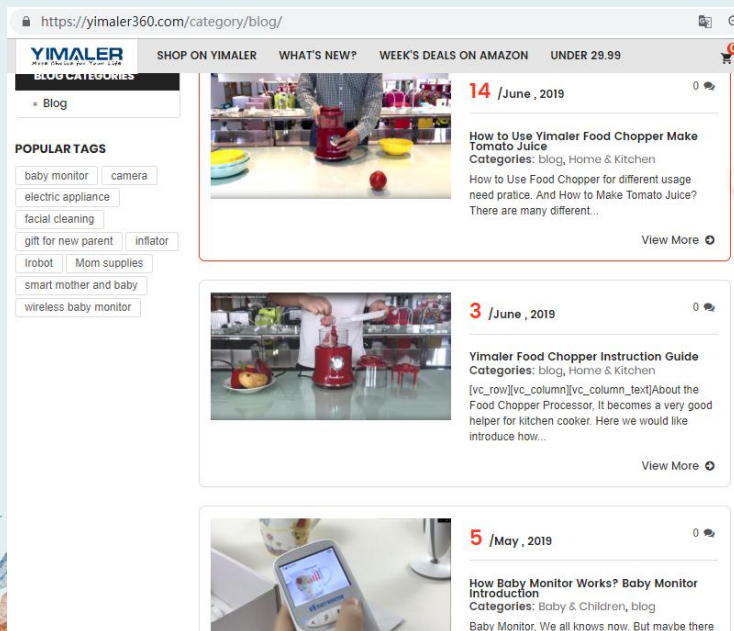 https://yimaler360.com/category/blog/
YIMALER
More Choice for Your Life
SHOP ON YIMALER WHAT'S NEW? WEEK'S DEALS ON AMAZON UNDER 29.99
BLOG CATEGORIES
Blog
POPULAR TAGS
baby monitor camera
electric appliance
facial cleaning
gift for new parent inflator
Irobot Mom supplies
smart mother and baby
wireless baby monitor
14 /June , 2019 0
How to Use Yimaler Food Chopper Make
Tomato Juice
Categories: blog, Home & Kitchen
How to Use Food Chopper for different usage
need pratice. And How to Make Tomato Juice?
There are many different...
View More
3 /June , 2019 0
Yimaler Food Chopper Instruction Guide
Categories: blog, Home & Kitchen
[vc_row][vc_column][vc_column_text]About the
Food Chopper Processor, It becomes a very good
helper for kitchen cooker. Here we would like
introduce how...
View More
5 /May , 2019 0
How Baby Monitor Works? Baby Monitor
Introduction
Categories: Baby & Children, blog
Baby Monitor. We all knows now. But maybe there